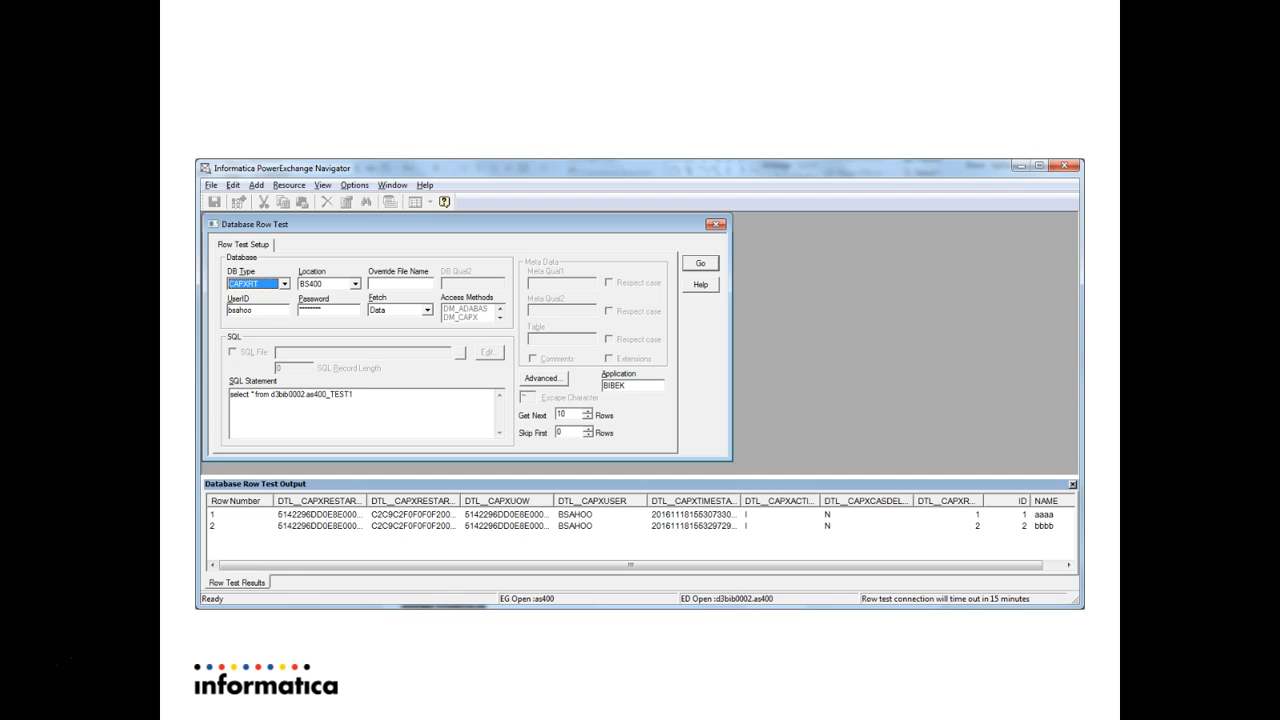 Informatica PowerExchange Navigator
File Edit Add Resource View Options Window Help
Database Row Test
Row Test Setup
Database
DB Type Location Override File Name DB Qual2
CAPXRT BS400
UserID Password Fetch Access Methods
bsahoo ******** Data DM_ADABAS
DM_CAPX
SQL
SQL File Edit...
0 SQL Record Length
SQL Statement
select * from d3bib0002.as400_TEST1
Meta Data
Meta Qual1
Respect case
Meta Qual2
Respect case
Table
Respect case
Comments Extensions
Advanced... Application
BIBEK
~ Escape Character
Get Next 10 Rows
Skip First 0 Rows
Go
Help
Database Row Test Output
Row Number DTL__CAPXRESTAR... DTL__CAPXRESTAR... DTL__CAPXUOW DTL__CAPXUSER DTL__CAPXTIMESTA... DTL__CAPXACTI... DTL__CAPXCASDEL... DTL__CAPXR... ID NAME
1 5142296DD0E8E000... C2C9C2F0F0F0F200... 5142296DD0E8E000... BSAHOO 20161118155307330... I N 1 1 aaaa
2 5142296DD0E8E000... C2C9C2F0F0F0F200... 5142296DD0E8E000... BSAHOO 20161118155329729... I N 2 2 bbbb
Row Test Results
Ready EG Open :as400 ED Open :d3bib0002.as400 Row test connection will time out in 15 minutes
informatica